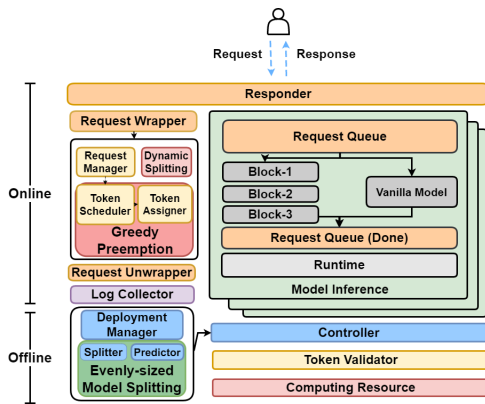 Request
Response
Responder
Online
Request Wrapper
Request
Manager
Dynamic
Splitting
Token
Scheduler
Token
Assigner
Greedy
Preemption
Request Unwrapper
Log Collector
Request Queue
Block-1
Block-2
Block-3
Vanilla Model
Request Queue (Done)
Runtime
Model Inference
Offline
Deployment
Manager
Splitter
Predictor
Evenly-sized
Model Splitting
Controller
Token Validator
Computing Resource